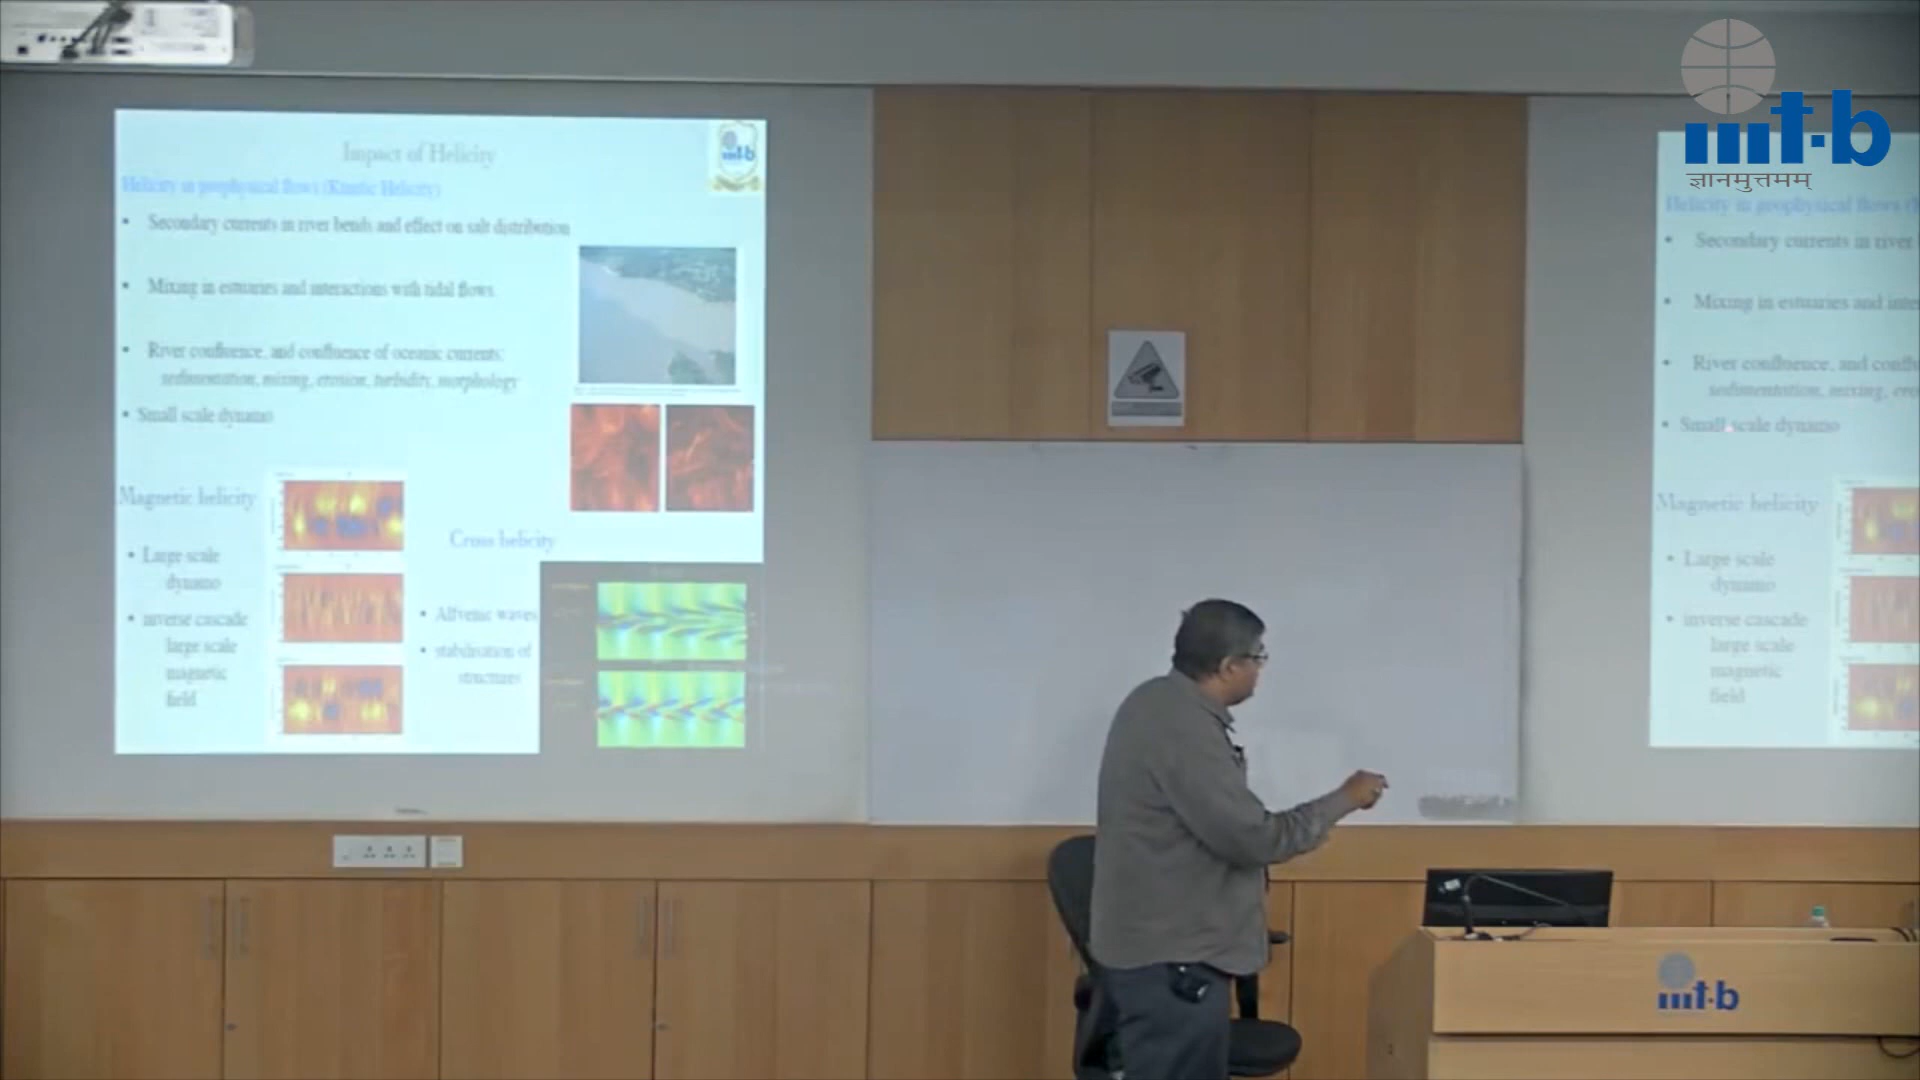 iiit-b
ज्ञानमुत्तमम्
Impact of Helicity
Helicity in geophysical flows (Kinetic Helicity)
• Secondary currents in river bends and effect on salt distribution
• Mixing in estuaries and interactions with tidal flows.
• River confluence, and confluence of oceanic currents:
sedimentation, mixing, erosion, turbidity, morphology
• Small scale dynamo
Magnetic helicity
• Large scale
dynamo
• inverse cascade
large scale
magnetic
field
Cross helicity
• Alfvenic waves
• stabilisation of
structures
Helicity in geophysical flows
• Secondary currents in river
• Mixing in estuaries and
• River confluence, and
sedimentation, mixing,
• Small scale dynamo
Magnetic helicity
• Large scale
dynamo
• inverse cascade
large scale
magnetic
field
iiit-b